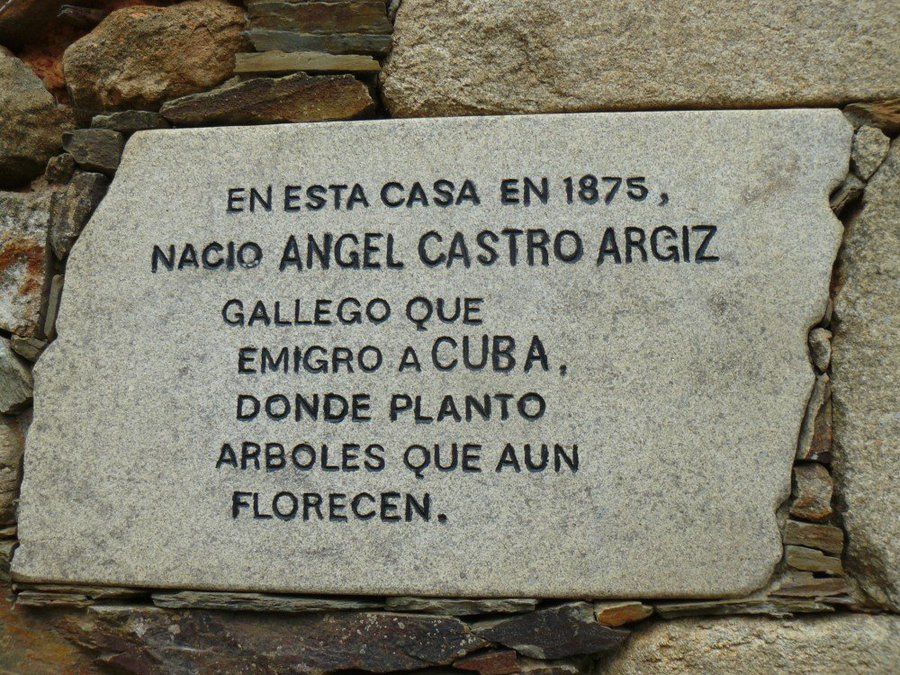 EN ESTA CASA EN 1875,
NACIO ANGEL CASTRO ARGIZ
GALLEGO QUE
EMIGRO A CUBA,
DONDE PLANTO
ARBOLES QUE AUN
FLORECEN.